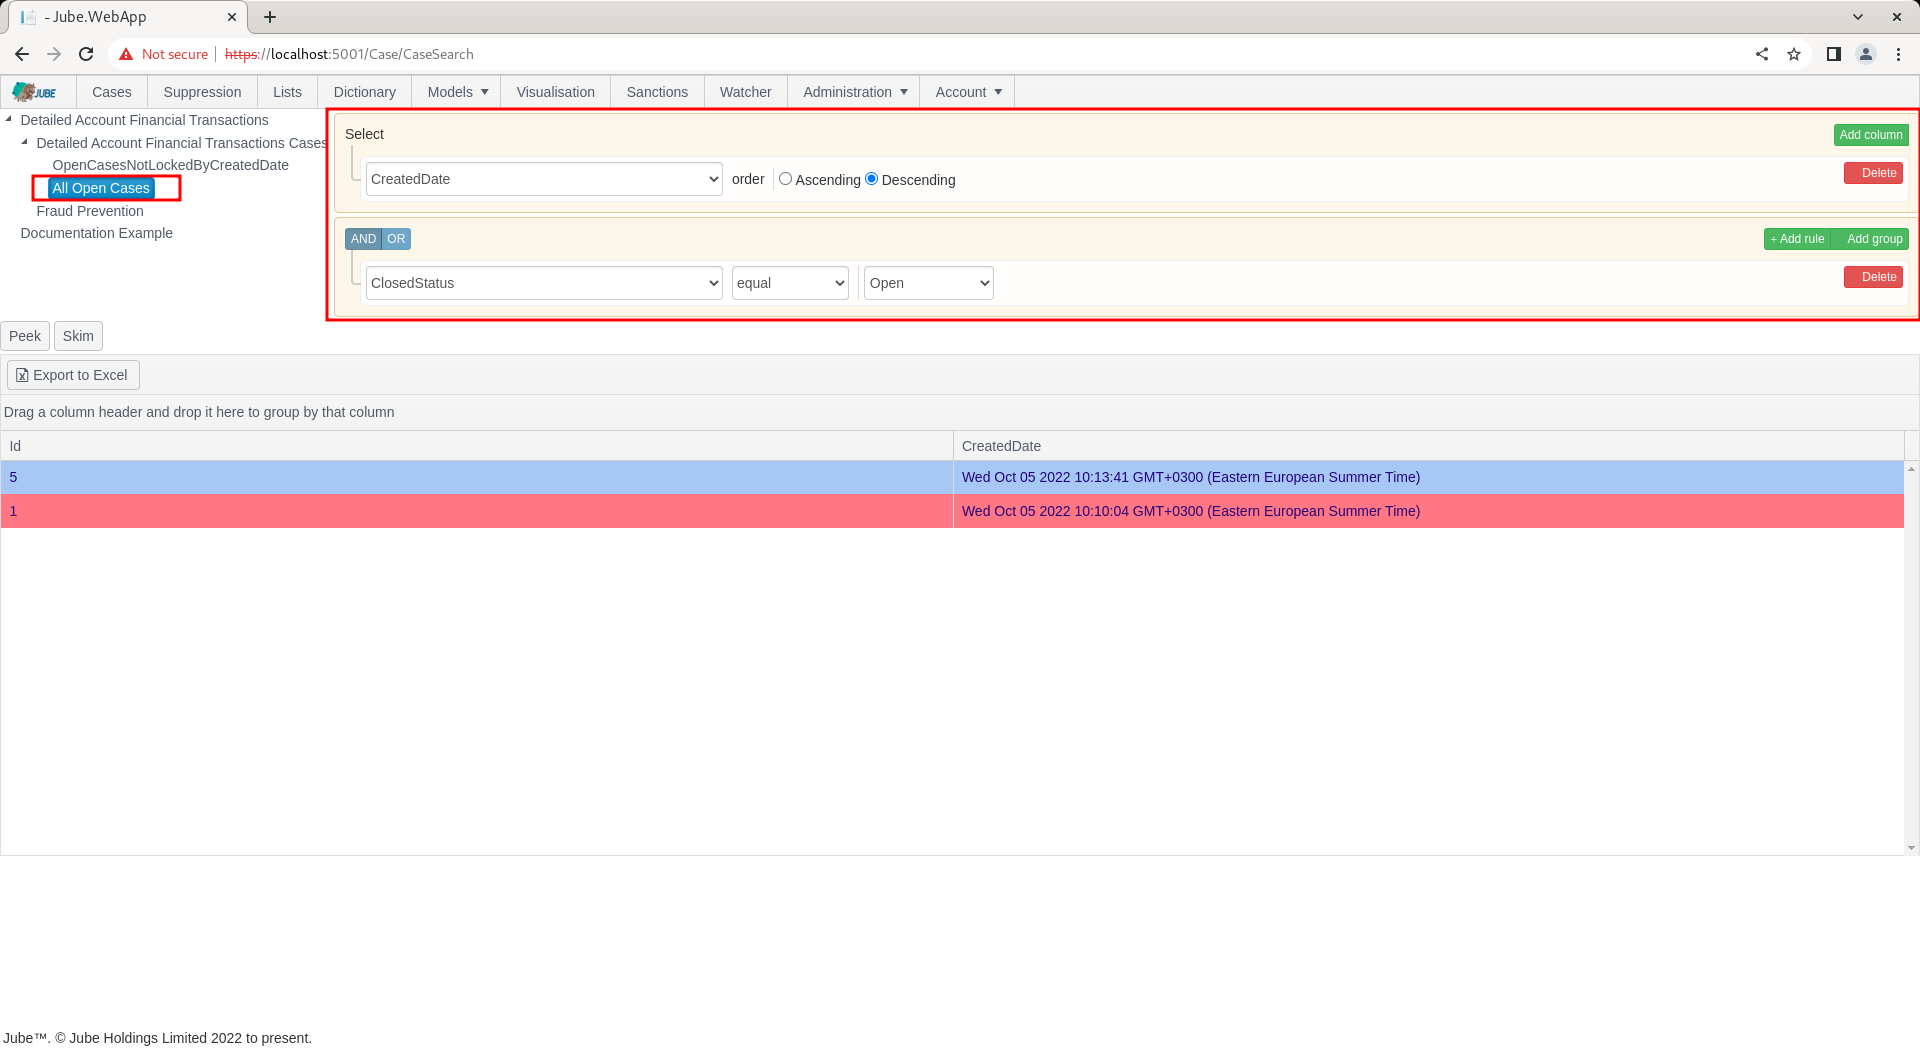 - Jube.WebApp
Not secure https://localhost:5001/Case/CaseSearch
JUBE Cases Suppression Lists Dictionary Models Visualisation Sanctions Watcher Administration Account
Detailed Account Financial Transactions
Detailed Account Financial Transactions Cases
OpenCasesNotLockedByCreatedDate
All Open Cases
Fraud Prevention
Documentation Example
Select Add column
CreatedDate order Ascending Descending Delete
AND OR + Add rule Add group
ClosedStatus equal Open Delete
Peek Skim
Export to Excel
Drag a column header and drop it here to group by that column
Id CreatedDate
5 Wed Oct 05 2022 10:13:41 GMT+0300 (Eastern European Summer Time)
1 Wed Oct 05 2022 10:10:04 GMT+0300 (Eastern European Summer Time)
Jube™. © Jube Holdings Limited 2022 to present.